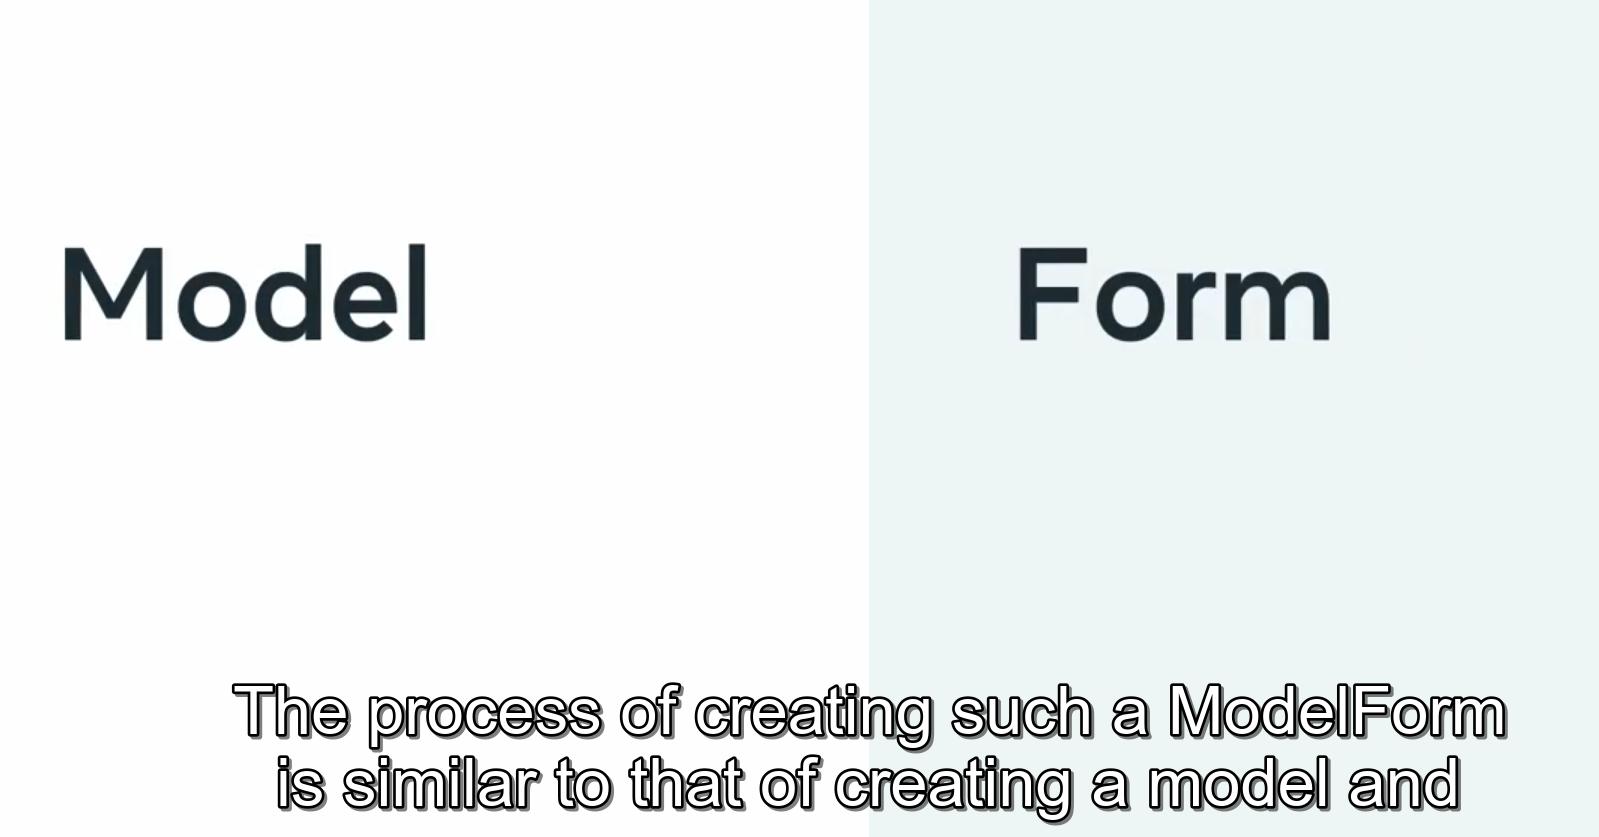 Model
Form
The process of creating such a ModelForm
is similar to that of creating a model and